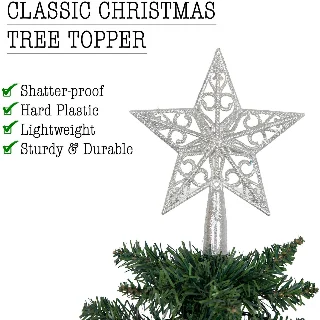 CLASSIC CHRISTMAS
TREE TOPPER
Shatter-proof
Hard Plastic
Lightweight
Sturdy & Durable